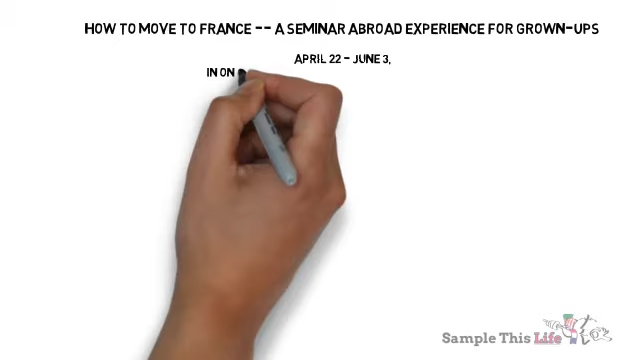 HOW TO MOVE TO FRANCE -- A SEMINAR ABROAD EXPERIENCE FOR GROWN-UPS
APRIL 22 - JUNE 3,
IN ON
Sample This Life